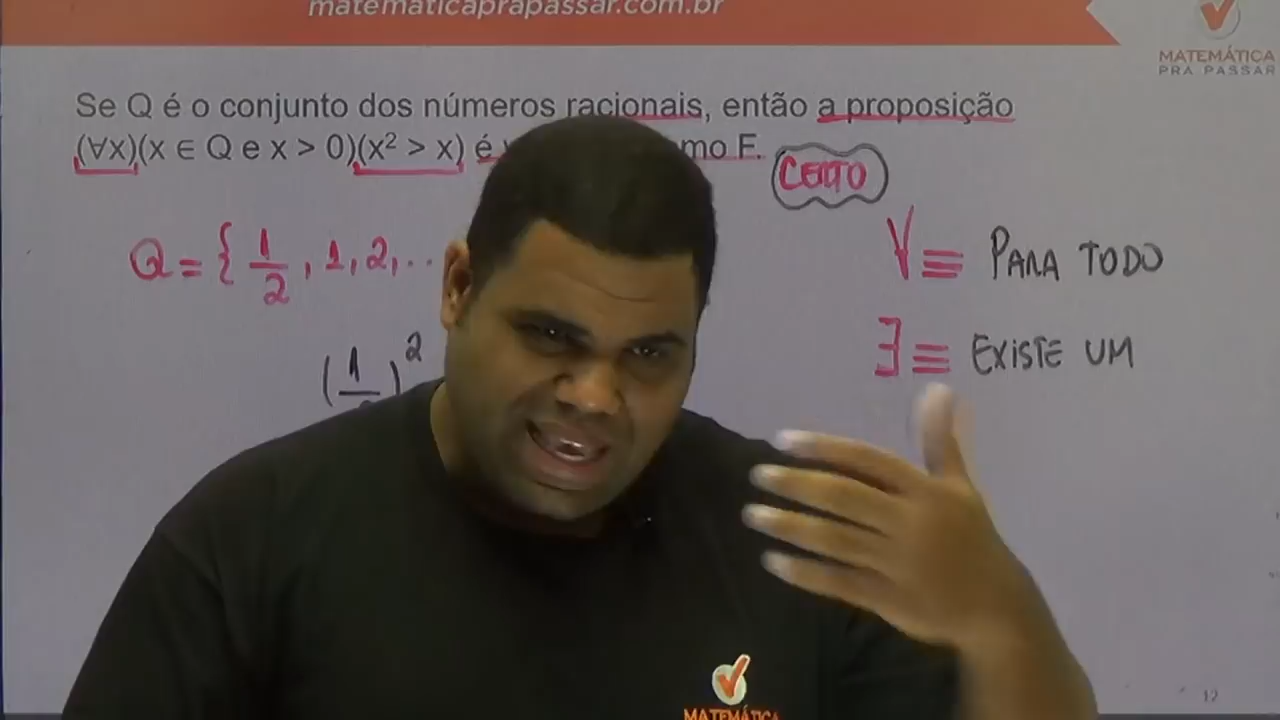 matematicaprapassar.com.br
MATEMÁTICA
PRA PASSAR
Se Q é o conjunto dos números racionais, então a proposição
(∀x)(x ∈ Q e x > 0)(x² > x) é mo F.
CERTO
Q = { 1/2 , 1, 2, ..
∀ ≡ PARA TODO
(1 )²
∃ ≡ EXISTE UM
MATEMÁTICA
12